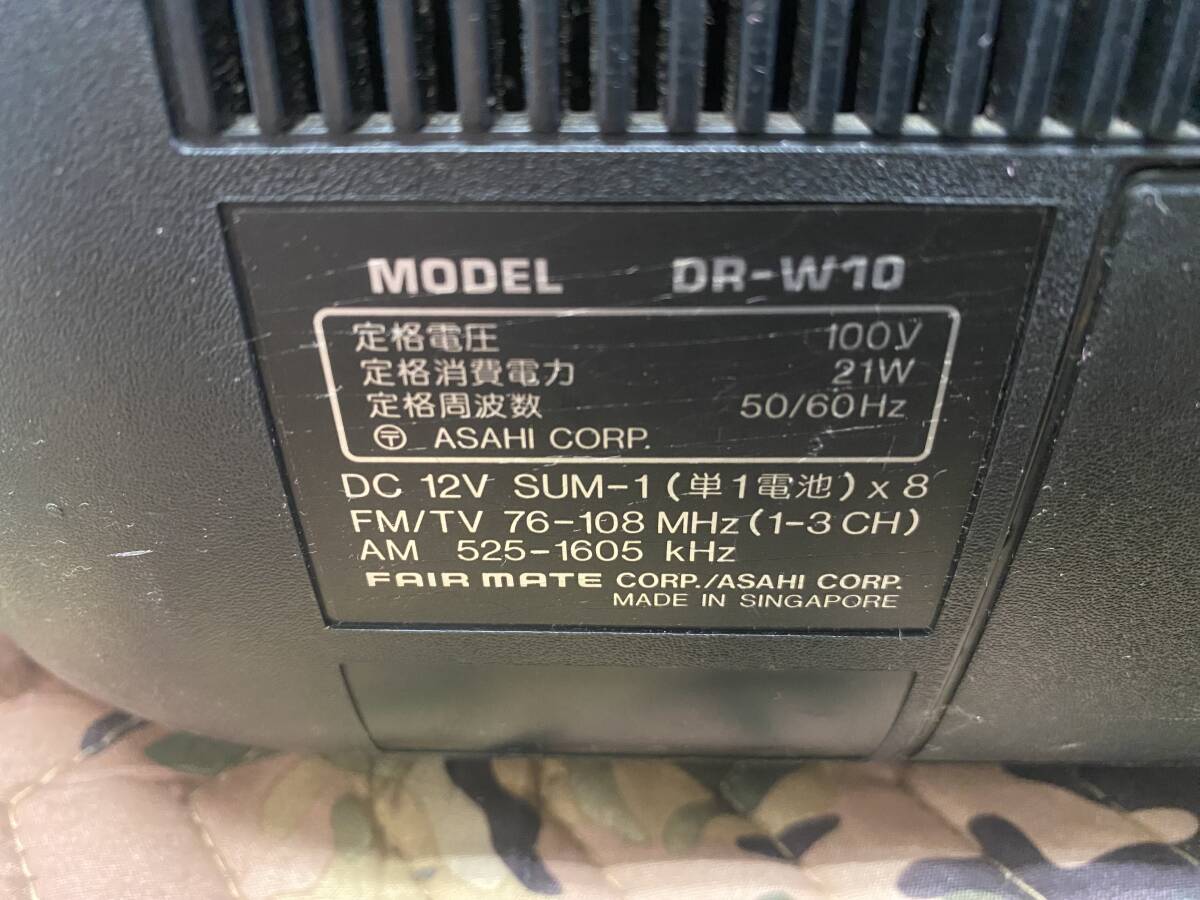 MODEL DR-W10
定格電圧 100V
定格消費電力 21W
定格周波数 50/60Hz
〶 ASAHI CORP.
DC 12V SUM-1 (単1電池) x 8
FM/TV 76-108 MHz (1-3 CH)
AM 525-1605 kHz
FAIR MATE CORP./ASAHI CORP.
MADE IN SINGAPORE